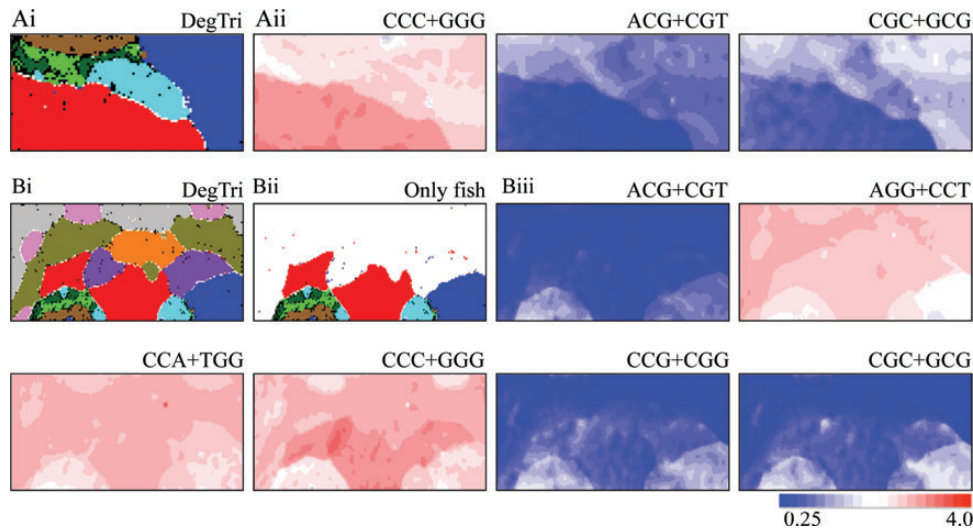 Ai DegTri Aii CCC+GGG ACG+CGT CGC+GCG
Bi DegTri Bii Only fish Biii ACG+CGT AGG+CCT
CCA+TGG CCC+GGG CCG+CGG CGC+GCG
0.25 4.0